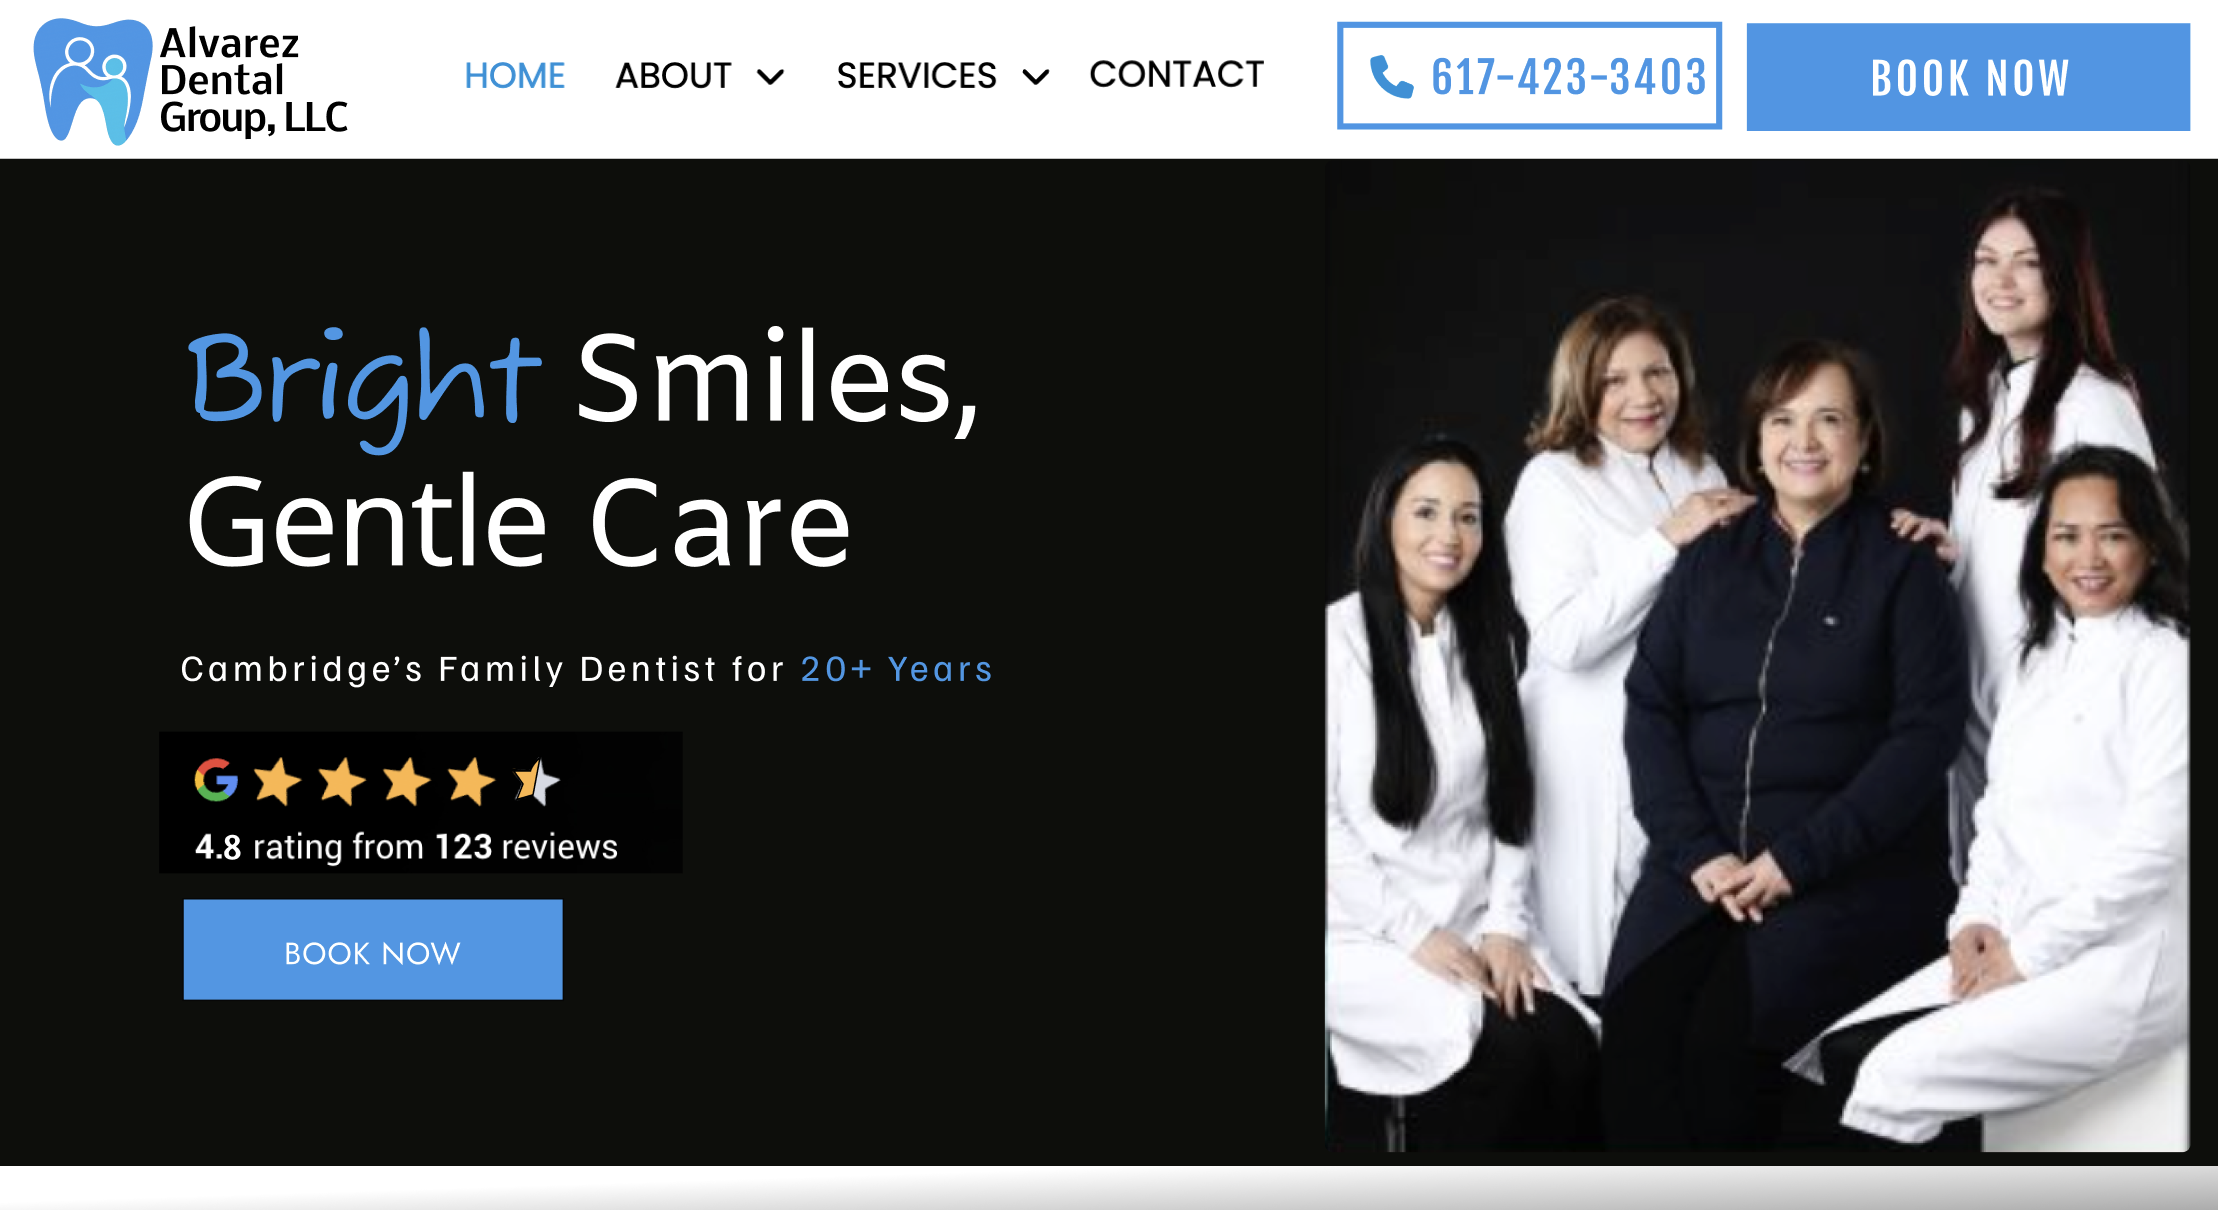 Alvarez
Dental
Group, LLC
HOME
ABOUT
SERVICES
CONTACT
617-423-3403
BOOK NOW
Bright Smiles,
Gentle Care
Cambridge’s Family Dentist for 20+ Years
4.8 rating from 123 reviews
BOOK NOW